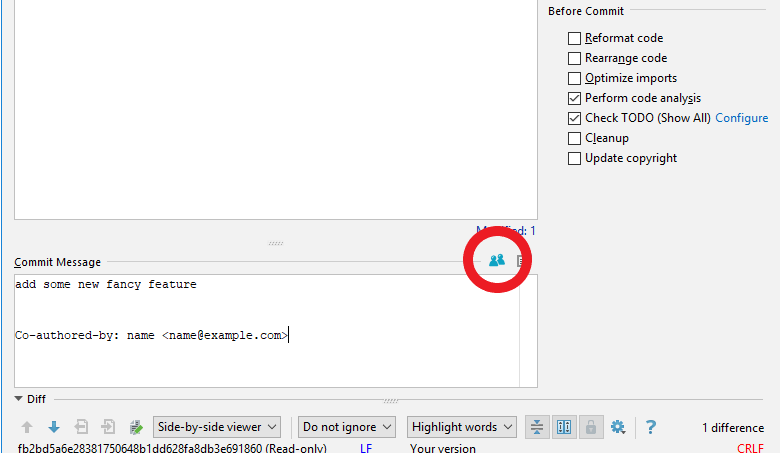 Before Commit
Reformat code
Rearrange code
Optimize imports
Perform code analysis
Check TODO (Show All) Configure
Cleanup
Update copyright
Modified: 1
Commit Message
add some new fancy feature
Co-authored-by: name <name@example.com>
Diff
Side-by-side viewer Do not ignore Highlight words ? 1 difference
fb2bd5a6e28381750648b1dd628fa8db3e691860 (Read-only) LF Your version CRLF